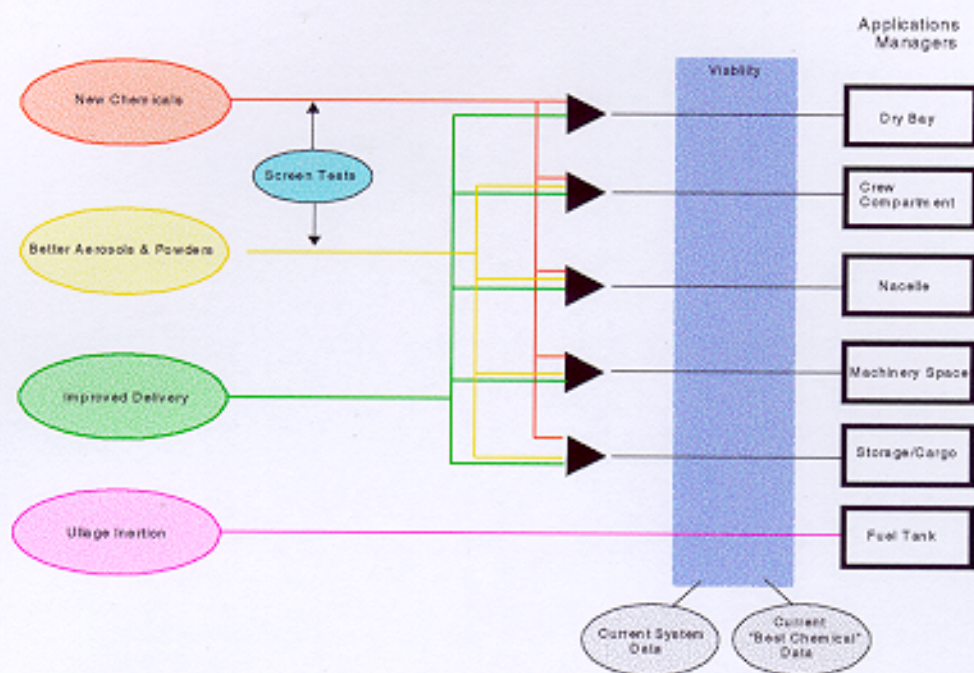 Applications
Managers
Viability
New Chemicals
Dry Bay
Screen Tests
Crew
Compartment
Better Aerosols & Powders
Nacelle
Machinery Space
Improved Delivery
Storage/Cargo
Ullage Inertion
Fuel Tank
Current System
Data
Current
"Best Chemical"
Data